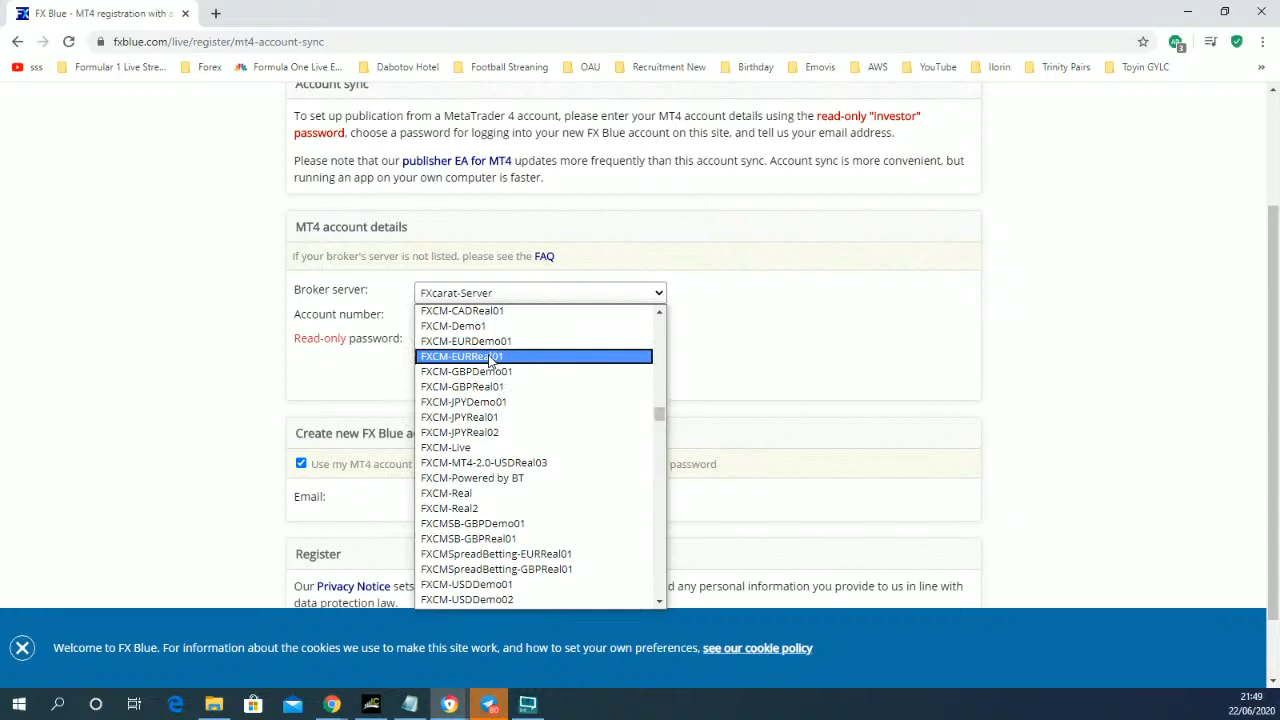 FX Blue - MT4 registration with a
fxblue.com/live/register/mt4-account-sync
3
sss
Formular 1 Live Stre...
Forex
Formula One Live E...
Dabotov Hotel
Football Streaming
OAU
Recruitment New
Birthday
Emovis
AWS
YouTube
Ilorin
Trinity Pairs
Toyin GYLC
»
Account sync
To set up publication from a MetaTrader 4 account, please enter your MT4 account details using the read-only "investor"
password, choose a password for logging into your new FX Blue account on this site, and tell us your email address.
Please note that our publisher EA for MT4 updates more frequently than this account sync. Account sync is more convenient, but
running an app on your own computer is faster.
MT4 account details
If your broker's server is not listed, please see the FAQ
Broker server:
FXcarat-Server
Account number:
Read-only password:
FXCM-CADReal01
FXCM-Demo1
FXCM-EURDemo01
FXCM-EURReal01
FXCM-GBPDemo01
FXCM-GBPReal01
FXCM-JPYDemo01
FXCM-JPYReal01
FXCM-JPYReal02
FXCM-Live
FXCM-MT4-2.0-USDReal03
FXCM-Powered by BT
FXCM-Real
FXCM-Real2
FXCMSB-GBPDemo01
FXCMSB-GBPReal01
FXCMSpreadBetting-EURReal01
FXCMSpreadBetting-GBPReal01
FXCM-USDDemo01
FXCM-USDDemo02
Create new FX Blue a
Use my MT4 account
password
Email:
Register
Our Privacy Notice sets
d any personal information you provide to us in line with
data protection law.
Welcome to FX Blue. For information about the cookies we use to make this site work, and how to set your own preferences, see our cookie policy
80
21:49
22/06/2020